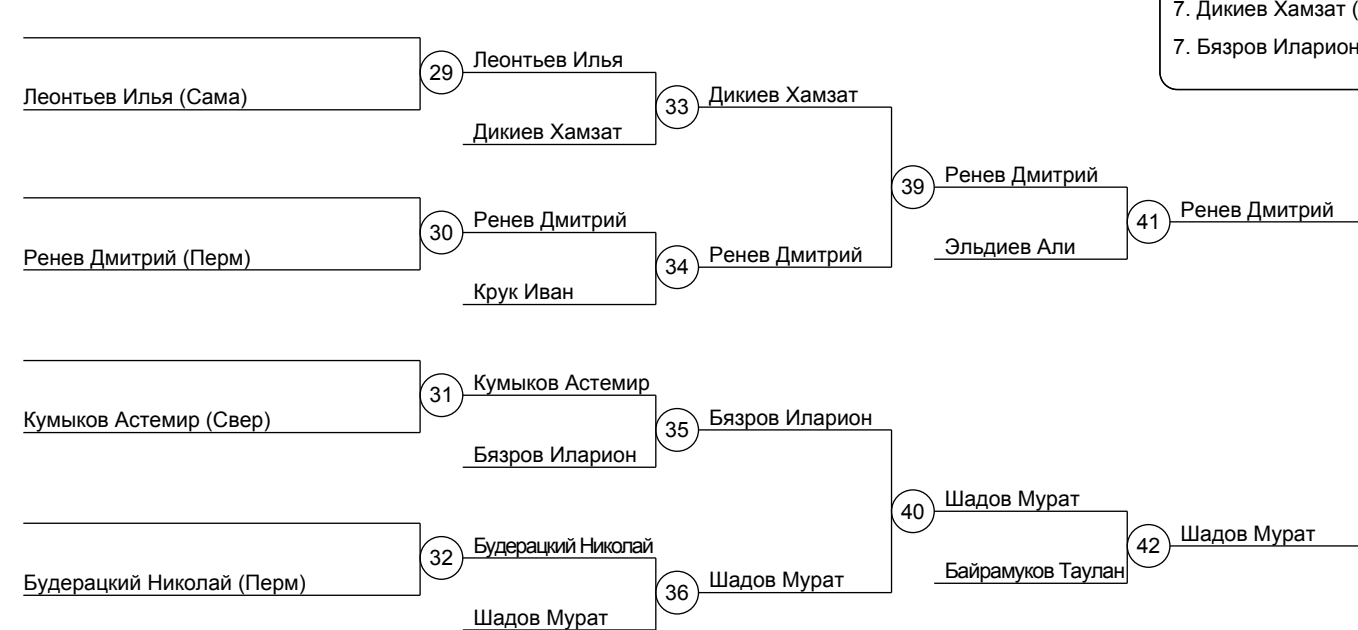 7. Дикиев Хамзат (
7. Бязров Иларион
Леонтьев Илья (Сама)
29
Леонтьев Илья
Дикиев Хамзат
33
Дикиев Хамзат
Ренев Дмитрий (Перм)
30
Ренев Дмитрий
Крук Иван
34
Ренев Дмитрий
39
Ренев Дмитрий
Эльдиев Али
41
Ренев Дмитрий
Кумыков Астемир (Свер)
31
Кумыков Астемир
Бязров Иларион
35
Бязров Иларион
Будерацкий Николай (Перм)
32
Будерацкий Николай
Шадов Мурат
36
Шадов Мурат
40
Шадов Мурат
Байрамуков Таулан
42
Шадов Мурат